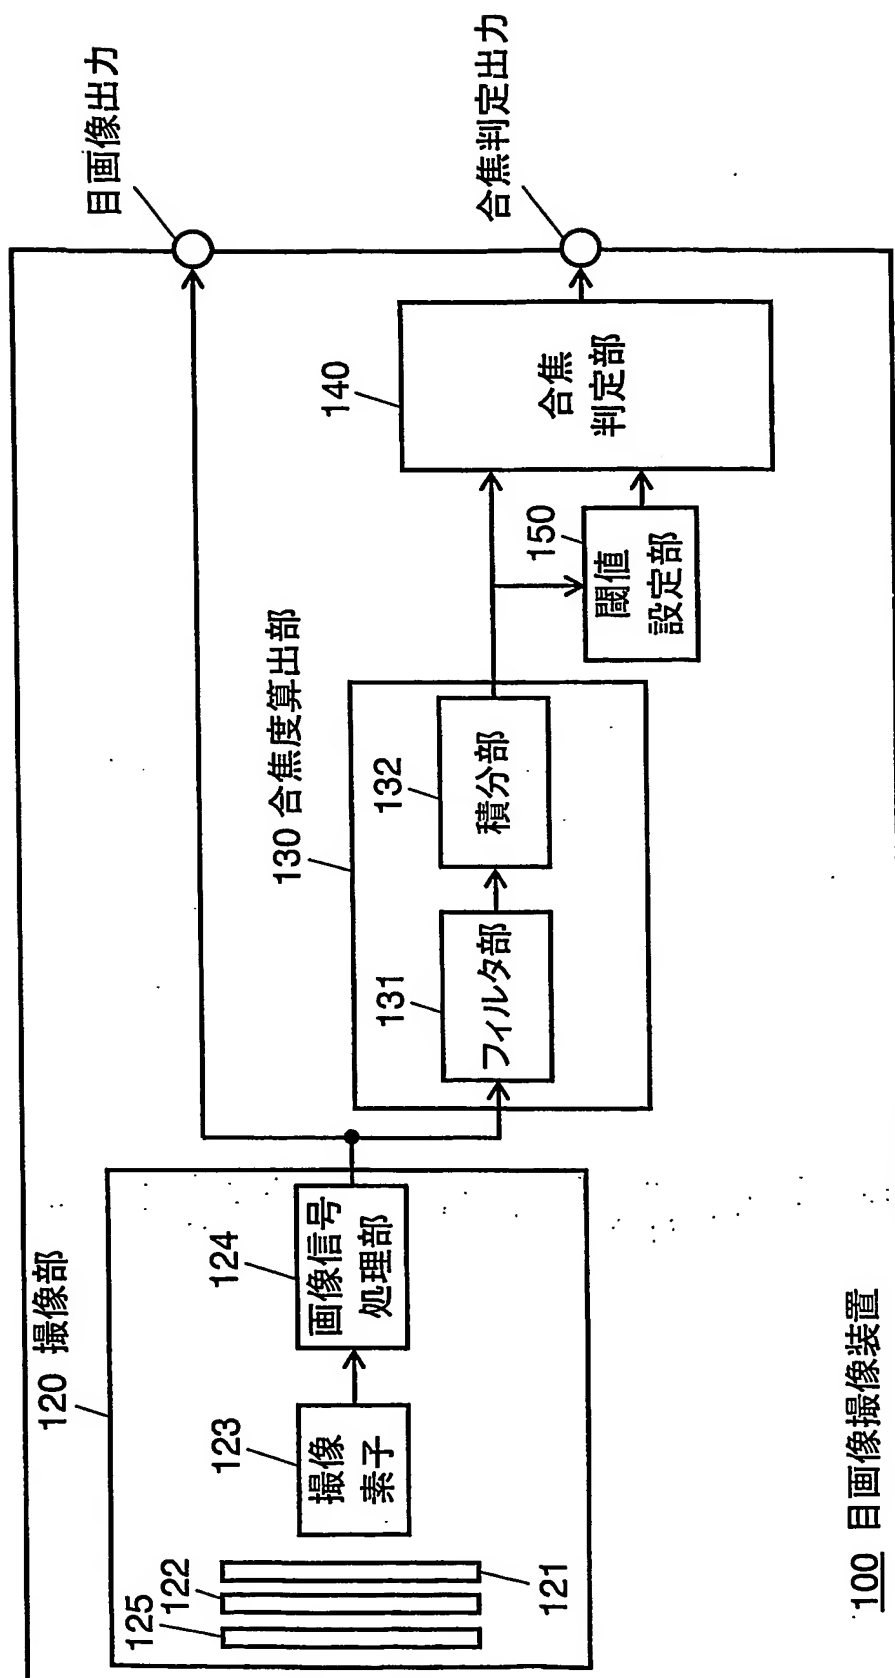 120 撮像部
125
122
121
123
撮像
素子
124
画像信号
処理部
130 合焦度算出部
131
フィルタ部
132
積分部
150
閾値
設定部
140
合焦
判定部
目画像出力
合焦判定出力
100 目画像撮像装置